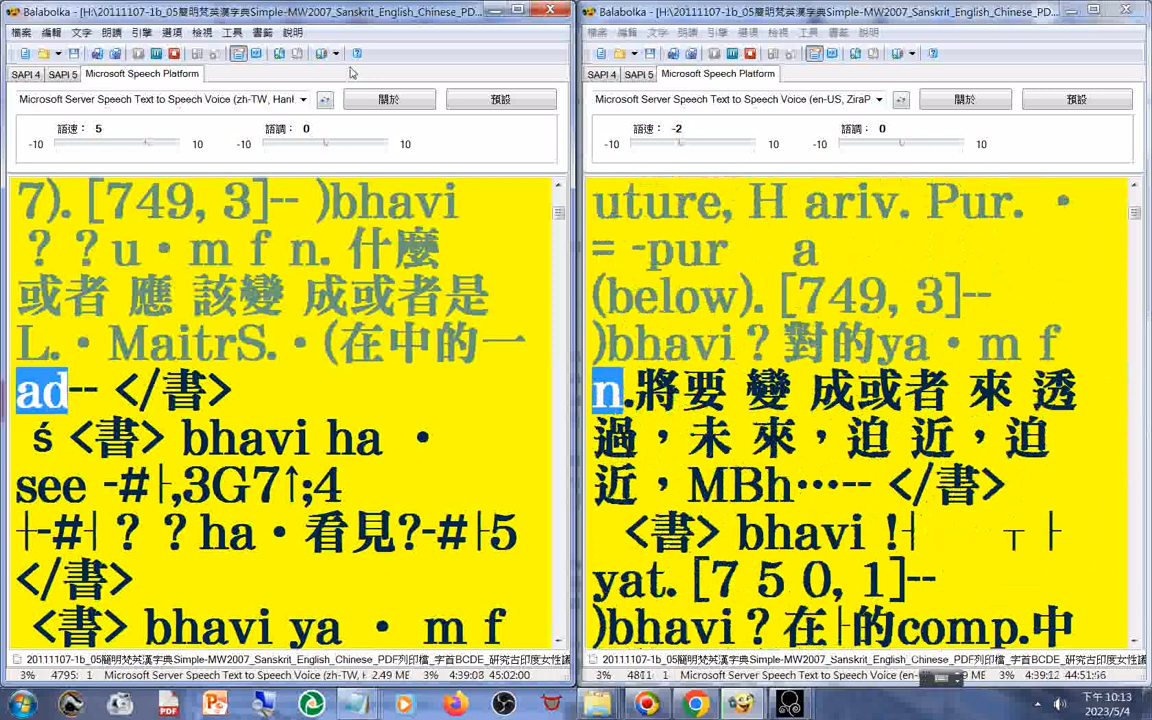 Balabolka - [H:\20111107-1b_05簡明梵英漢字典Simple-MW2007_Sanskrit_English_Chinese_PD...
檔案 編輯 文字 朗讀 引擎 選項 檢視 工具 書籤 說明
SAPI 4 SAPI 5 Microsoft Speech Platform
Microsoft Server Speech Text to Speech Voice (zh-TW, Hanl 關於 預設
語速： 5 語調： 0
-10 10 -10 10
7). [749, 3]-- )bhavi
？？u・m f n. 什麼
或者 應 該變 成或者是
L.・MaitrS.・(在中的一
ad-- </書>
ś <書> bhavi ha ・
see -#├,3G7↑;4
┼-#┤？？ha・看見?-#├5
</書>
<書> bhavi ya ・ m f
20111107-1b_05簡明梵英漢字典Simple-MW2007_Sanskrit_English_Chinese_PDF列印檔_字首BCDE_研究古印度女性議
3% 4795: 1 Microsoft Server Speech Text to Speech Voice (zh-TW, H 2.49 MB 4:39:03 45:02:00
Balabolka - [H:\20111107-1b_05簡明梵英漢字典Simple-MW2007_Sanskrit_English_Chinese_PD...
檔案 編輯 文字 朗讀 引擎 選項 檢視 工具 書籤 說明
SAPI 4 SAPI 5 Microsoft Speech Platform
Microsoft Server Speech Text to Speech Voice (en-US, ZiraP 關於 預設
語速： -2 語調： 0
-10 10 -10 10
uture, H ariv. Pur. ・
= -pur a
(below). [749, 3]--
)bhavi？對的ya・m f
n.將要 變 成或者 來 透
過，未 來，迫 近，迫
近，MBh…-- </書>
<書> bhavi !┤ ┬ ├
yat. [7 5 0, 1]--
)bhavi？在├的comp.中
20111107-1b_05簡明梵英漢字典Simple-MW2007_Sanskrit_English_Chinese_PDF列印檔_字首BCDE_研究古印度女性議
3% 4811: 1 Microsoft Server Speech Text to Speech Voice (en- MB 4:39:12 44:51:56
下午 10:13
2023/5/4